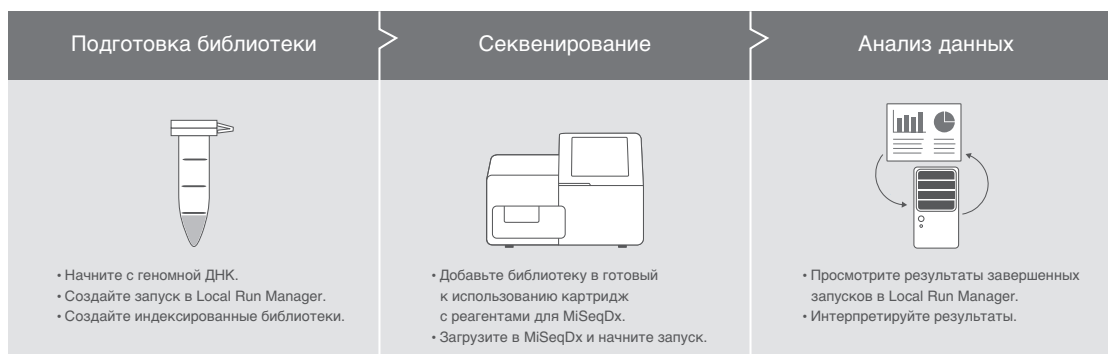 Подготовка библиотеки
Секвенирование
Анализ данных
• Начните с геномной ДНК.
• Создайте запуск в Local Run Manager.
• Создайте индексированные библиотеки.
• Добавьте библиотеку в готовый
к использованию картридж
с реагентами для MiSeqDx.
• Загрузите в MiSeqDx и начните запуск.
• Просмотрите результаты завершенных
запусков в Local Run Manager.
• Интерпретируйте результаты.